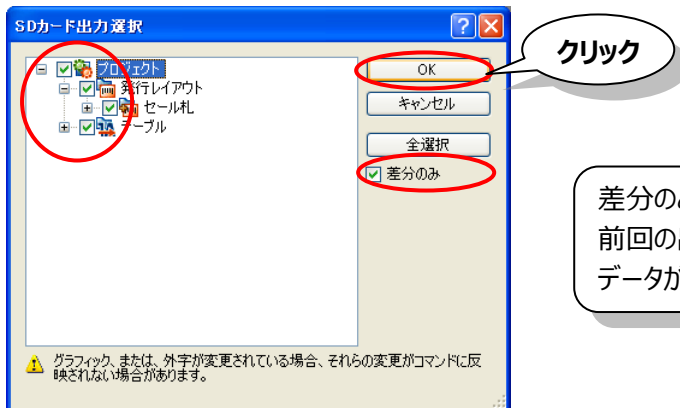 SDカード出力選択
プロジェクト
発行レイアウト
セール札
テーブル
OK
キャンセル
全選択
差分のみ
クリック
差分の
前回の
データが
グラフィック、または、外字が変更されている場合、それらの変更がコマンドに反
映されない場合があります。